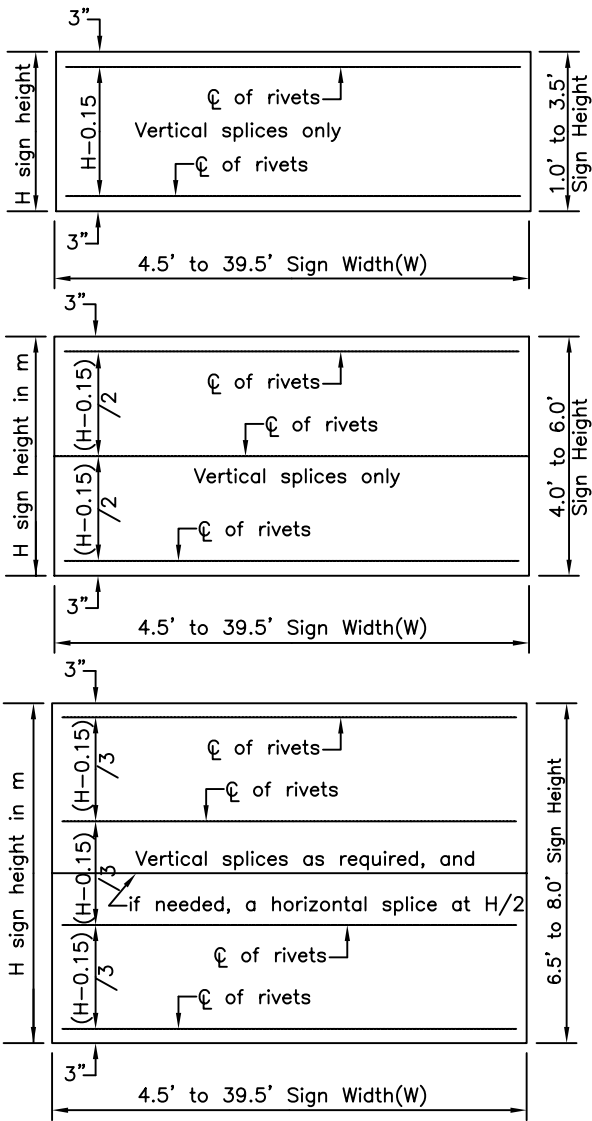 3"
H sign height
H-0.15
℄ of rivets
Vertical splices only
℄ of rivets
1.0' to 3.5'
Sign Height
3"
4.5' to 39.5' Sign Width(W)
3"
H sign height in m
(H-0.15)
/2
℄ of rivets
℄ of rivets
Vertical splices only
(H-0.15)
/2
℄ of rivets
4.0' to 6.0'
Sign Height
3"
4.5' to 39.5' Sign Width(W)
3"
H sign height in m
(H-0.15)
/3
℄ of rivets
℄ of rivets
(H-0.15)
/3
Vertical splices as required, and
if needed, a horizontal splice at H/2
(H-0.15)
/3
℄ of rivets
℄ of rivets
6.5' to 8.0' Sign Height
3"
4.5' to 39.5' Sign Width(W)